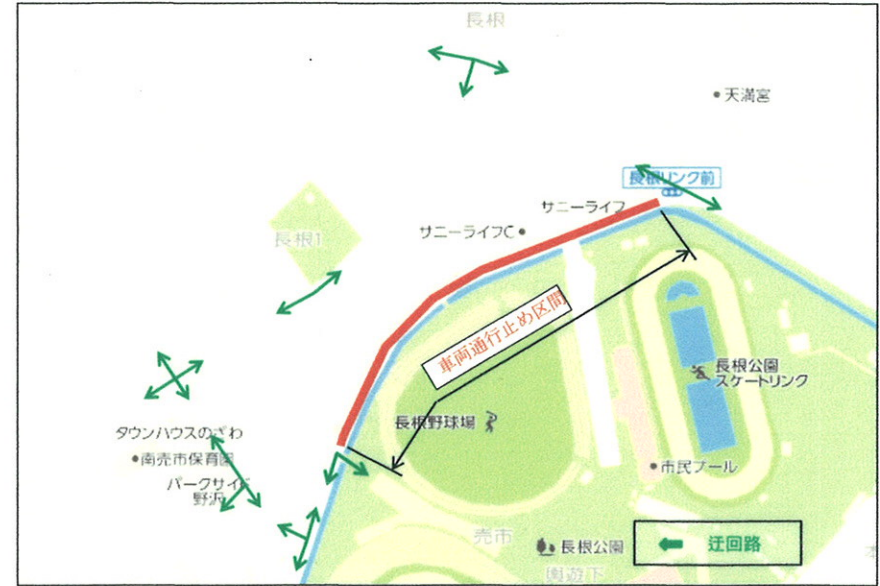 長根
天満宮
長根リンク前
サニーライフ
サニーライフC
長根1
車両通行止め区間
長根公園
スケートリンク
長根野球場
タウンハウスのざわ
南売市保育園
パークサイド
野沢
市民プール
売市
長根公園
迂回路
輿遊下